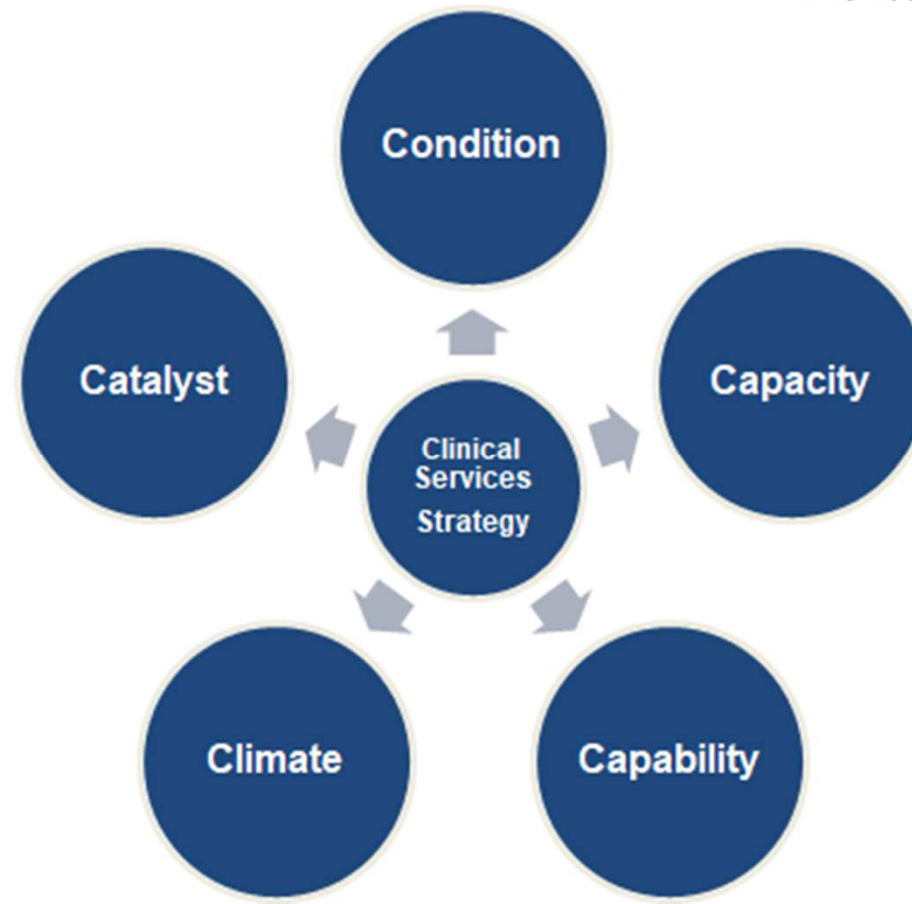 Condition
Catalyst
Capacity
Clinical
Services
Strategy
Climate
Capability